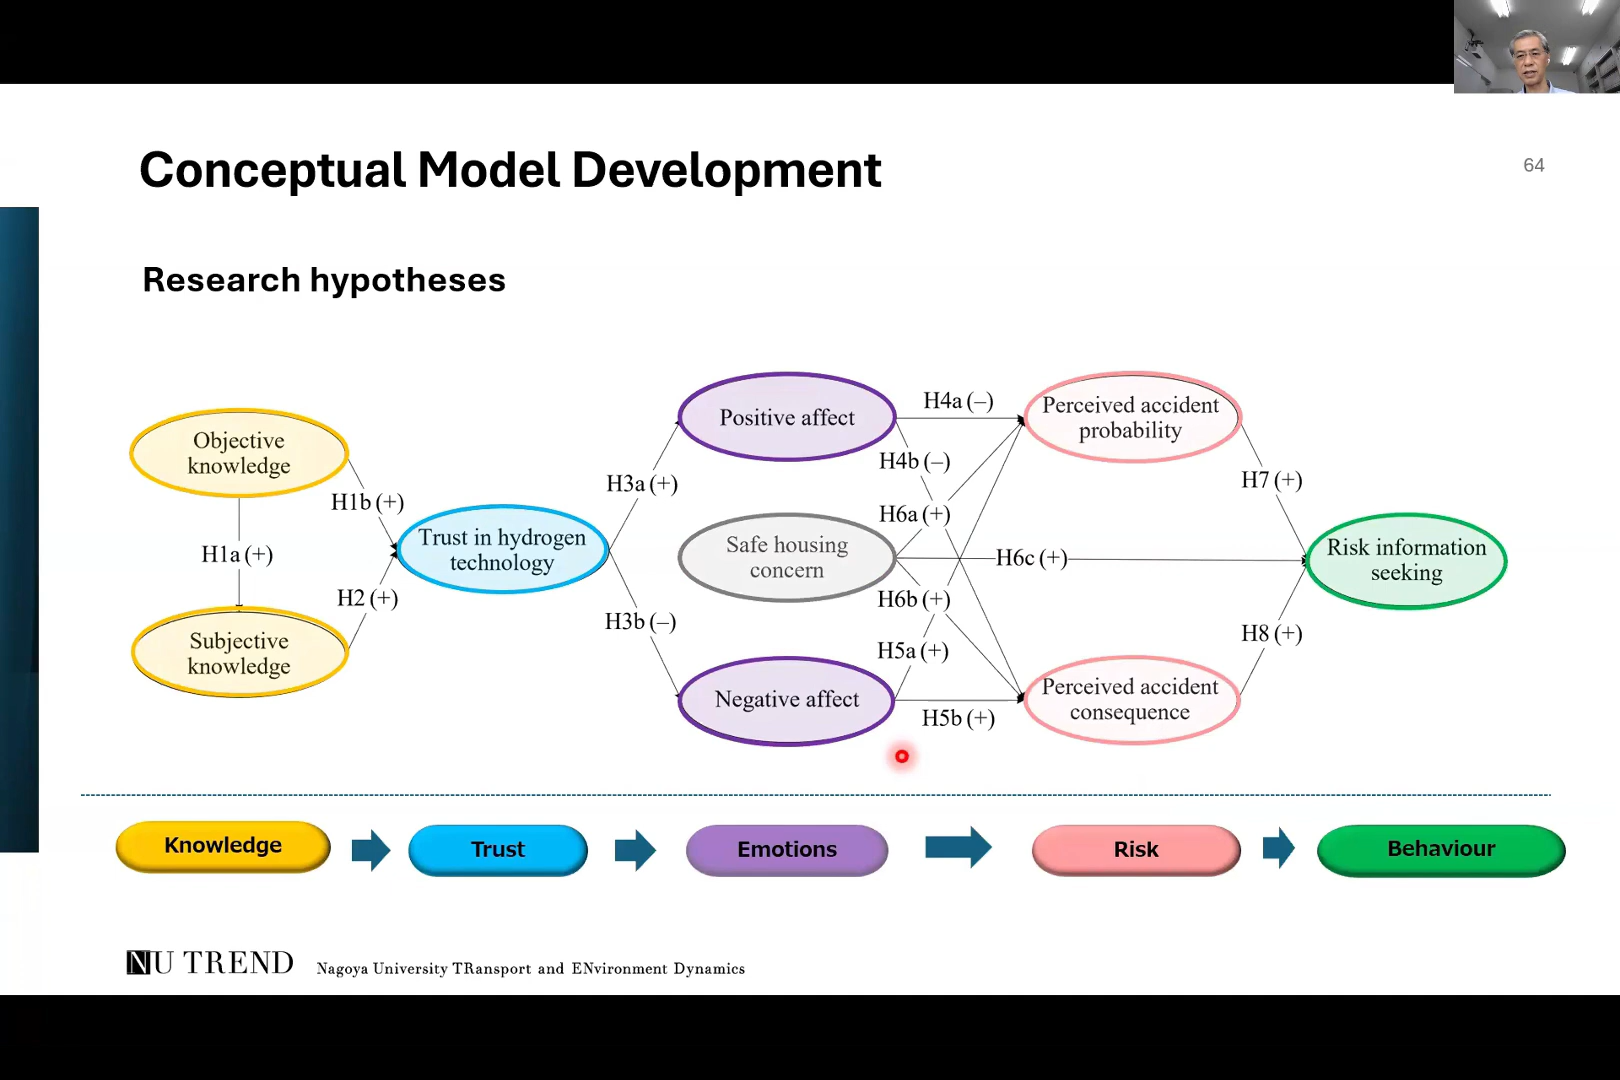 Conceptual Model Development
64
Research hypotheses
Objective
knowledge
H1a (+)
Subjective
knowledge
H1b (+)
H2 (+)
Trust in hydrogen
technology
H3a (+)
H3b (–)
Positive affect
Safe housing
concern
Negative affect
H4a (–)
H4b (–)
H6a (+)
H6c (+)
H6b (+)
H5a (+)
H5b (+)
Perceived accident
probability
Perceived accident
consequence
H7 (+)
H8 (+)
Risk information
seeking
Knowledge
Trust
Emotions
Risk
Behaviour
NU TREND
Nagoya University TRansport and ENvironment Dynamics